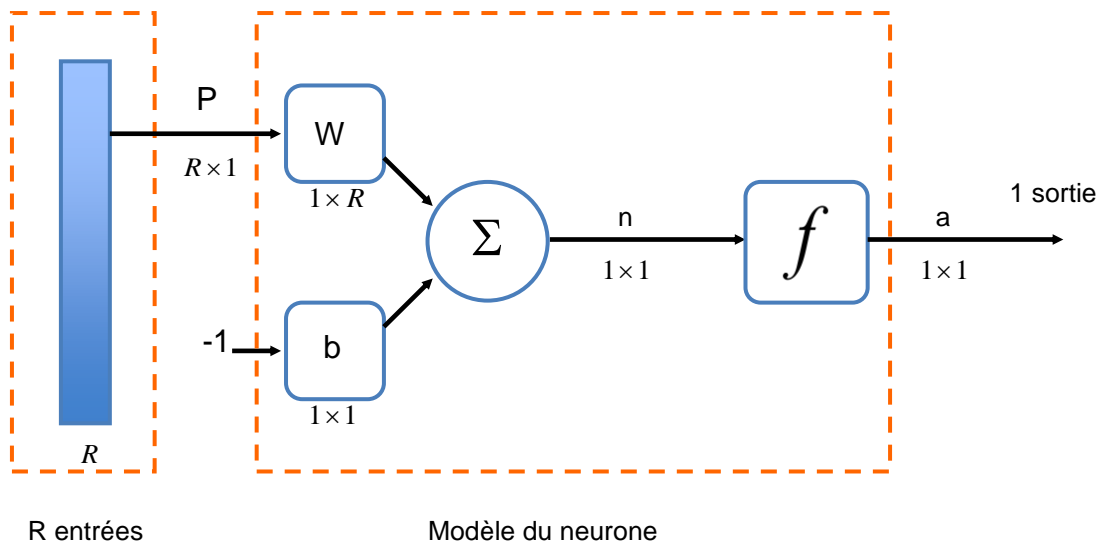 P
R × 1
W
1 × R
Σ
n
1 × 1
f
a
1 × 1
1 sortie
-1
b
1 × 1
R
R entrées
Modèle du neurone